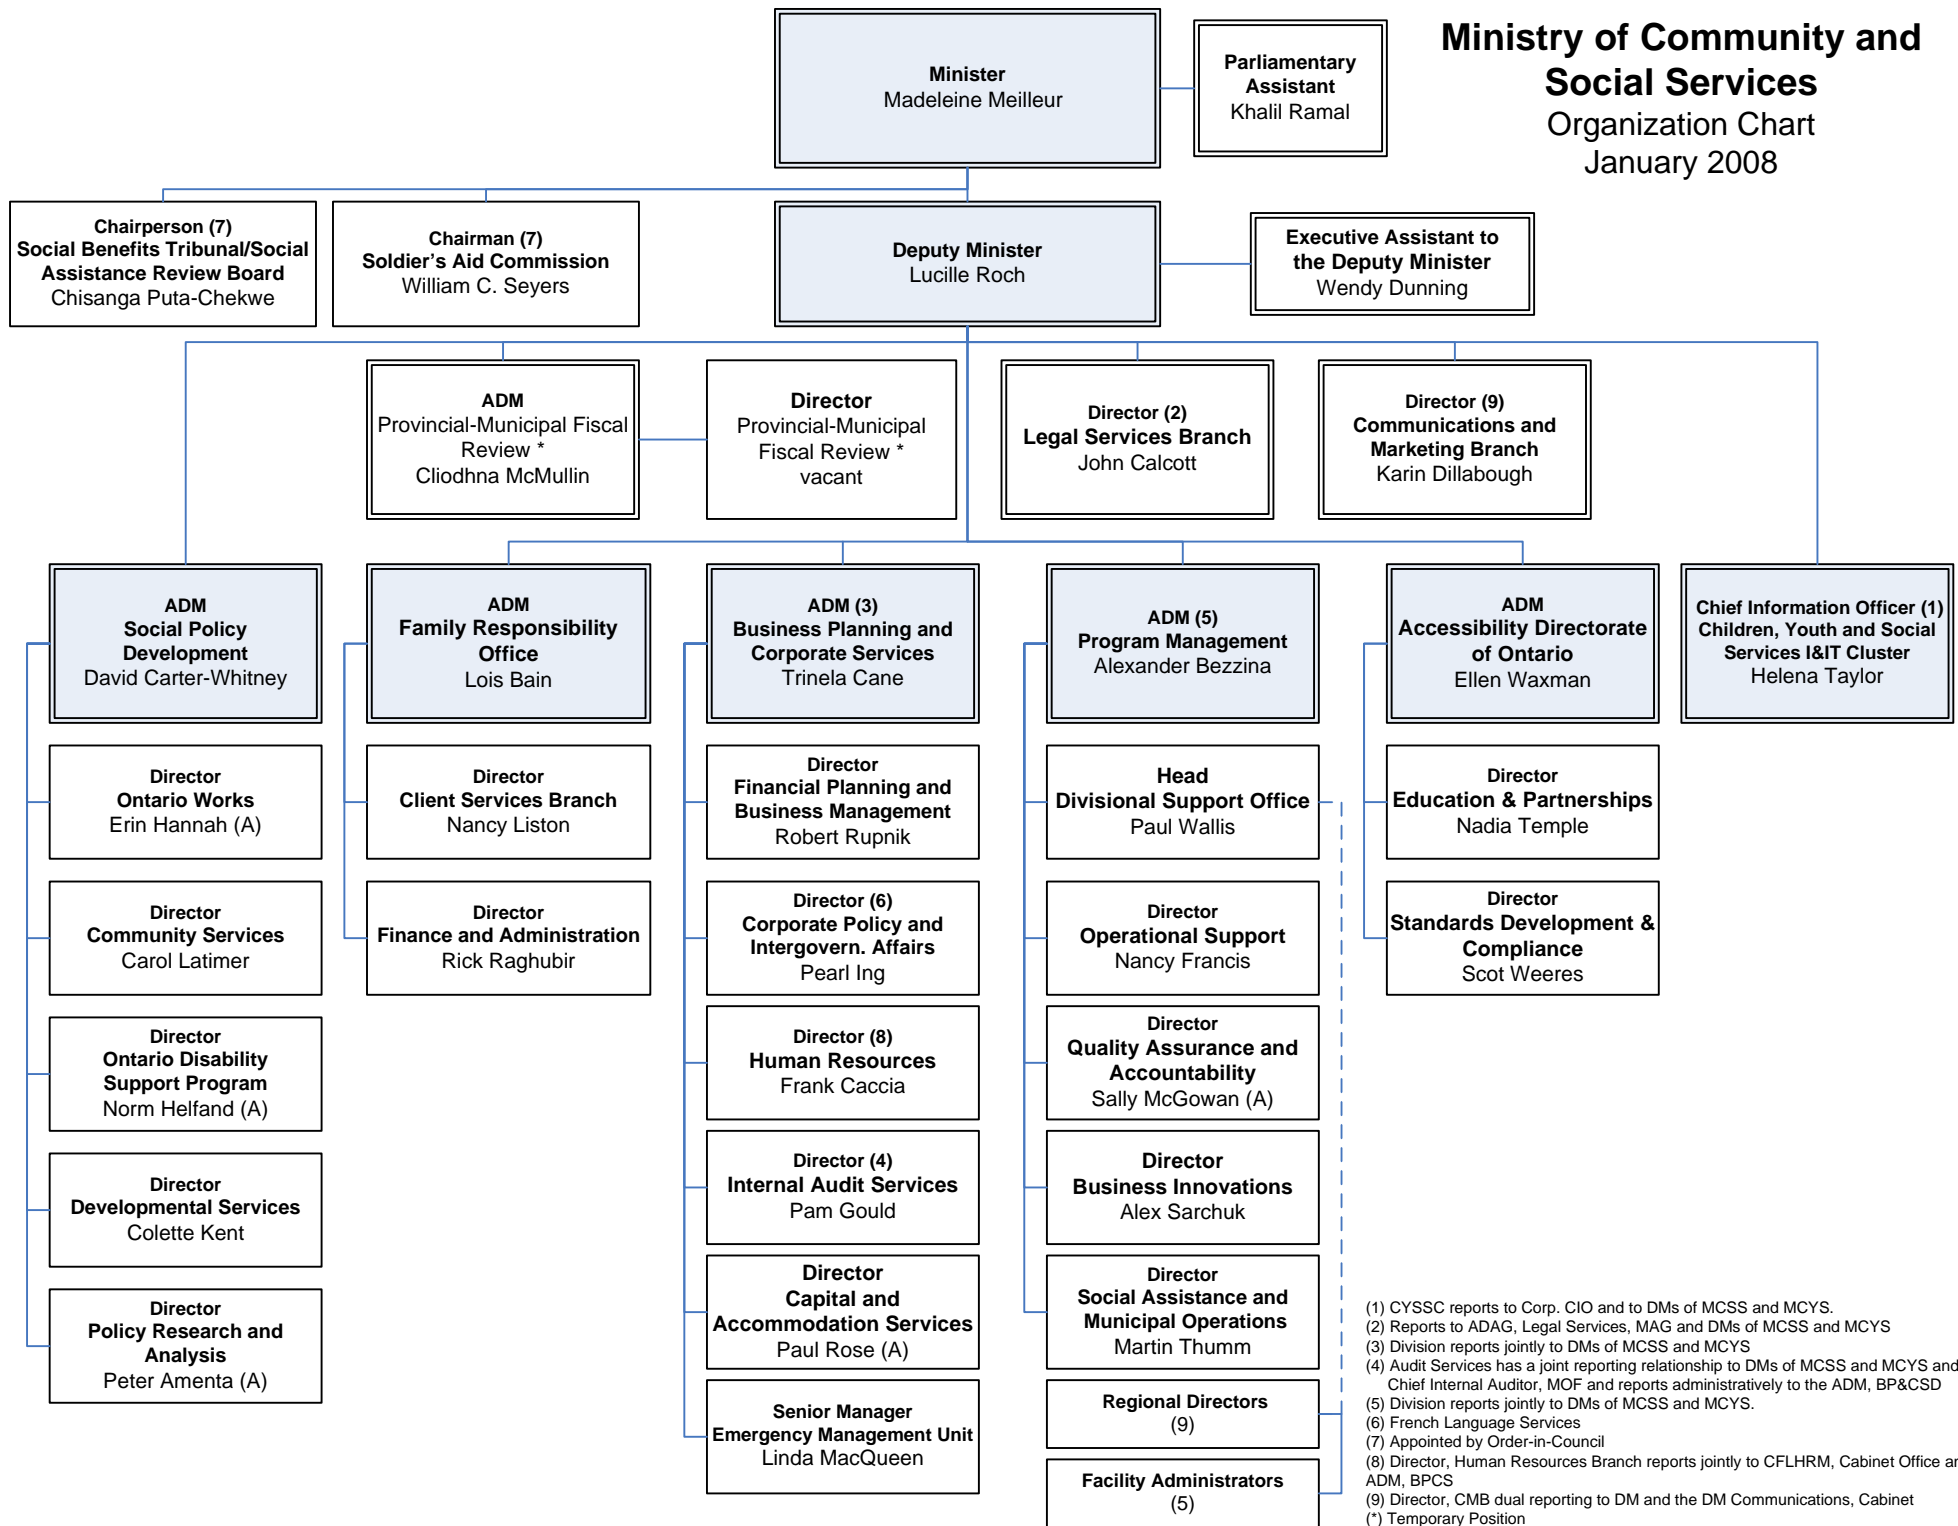 Ministry of Community and
Social Services
Organization Chart
January 2008
Minister
Madeleine Meilleur
Parliamentary
Assistant
Khalil Ramal
Chairperson (7)
Social Benefits Tribunal/Social
Assistance Review Board
Chisanga Puta-Chekwe
Chairman (7)
Soldier's Aid Commission
William C. Seyers
Deputy Minister
Lucille Roch
Executive Assistant to
the Deputy Minister
Wendy Dunning
ADM
Provincial-Municipal Fiscal
Review *
Cliodhna McMullin
Director
Provincial-Municipal
Fiscal Review *
vacant
Director (2)
Legal Services Branch
John Calcott
Director (9)
Communications and
Marketing Branch
Karin Dillabough
ADM
Social Policy
Development
David Carter-Whitney
ADM
Family Responsibility
Office
Lois Bain
ADM (3)
Business Planning and
Corporate Services
Trinela Cane
ADM (5)
Program Management
Alexander Bezzina
ADM
Accessibility Directorate
of Ontario
Ellen Waxman
Chief Information Officer (1)
Children, Youth and Social
Services I&IT Cluster
Helena Taylor
Director
Ontario Works
Erin Hannah (A)
Director
Community Services
Carol Latimer
Director
Ontario Disability
Support Program
Norm Helfand (A)
Director
Developmental Services
Colette Kent
Director
Policy Research and
Analysis
Peter Amenta (A)
Director
Client Services Branch
Nancy Liston
Director
Finance and Administration
Rick Raghubir
Director
Financial Planning and
Business Management
Robert Rupnik
Director (6)
Corporate Policy and
Intergovern. Affairs
Pearl Ing
Director (8)
Human Resources
Frank Caccia
Director (4)
Internal Audit Services
Pam Gould
Director
Capital and
Accommodation Services
Paul Rose (A)
Senior Manager
Emergency Management Unit
Linda MacQueen
Head
Divisional Support Office
Paul Wallis
Director
Operational Support
Nancy Francis
Director
Quality Assurance and
Accountability
Sally McGowan (A)
Director
Business Innovations
Alex Sarchuk
Director
Social Assistance and
Municipal Operations
Martin Thumm
Regional Directors
(9)
Facility Administrators
(5)
Director
Education & Partnerships
Nadia Temple
Director
Standards Development &
Compliance
Scot Weeres
(1) CYSSC reports to Corp. CIO and to DMs of MCSS and MCYS.
(2) Reports to ADAG, Legal Services, MAG and DMs of MCSS and MCYS
(3) Division reports jointly to DMs of MCSS and MCYS
(4) Audit Services has a joint reporting relationship to DMs of MCSS and MCYS and
Chief Internal Auditor, MOF and reports administratively to the ADM, BP&CSD
(5) Division reports jointly to DMs of MCSS and MCYS.
(6) French Language Services
(7) Appointed by Order-in-Council
(8) Director, Human Resources Branch reports jointly to CFLHRM, Cabinet Office
ADM, BPCS
(9) Director, CMB dual reporting to DM and the DM Communications, Cabinet
(*) Temporary Position